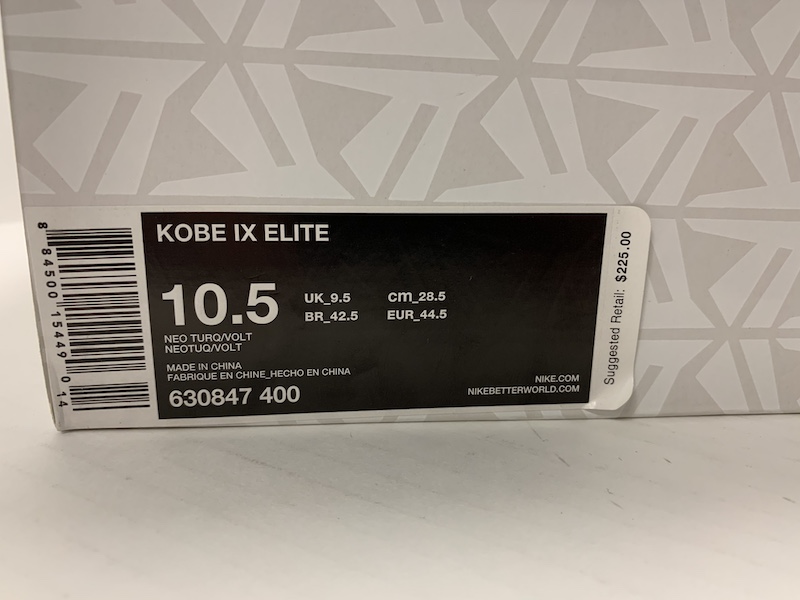 KOBE IX ELITE
10.5
UK_9.5 cm_28.5
BR_42.5 EUR_44.5
NEO TURQ/VOLT
NEOTUQ/VOLT
MADE IN CHINA
FABRIQUE EN CHINE_HECHO EN CHINA
630847 400
NIKE.COM
NIKEBETTERWORLD.COM
8 84500 15449 0 14
Suggested Retail: $225.00